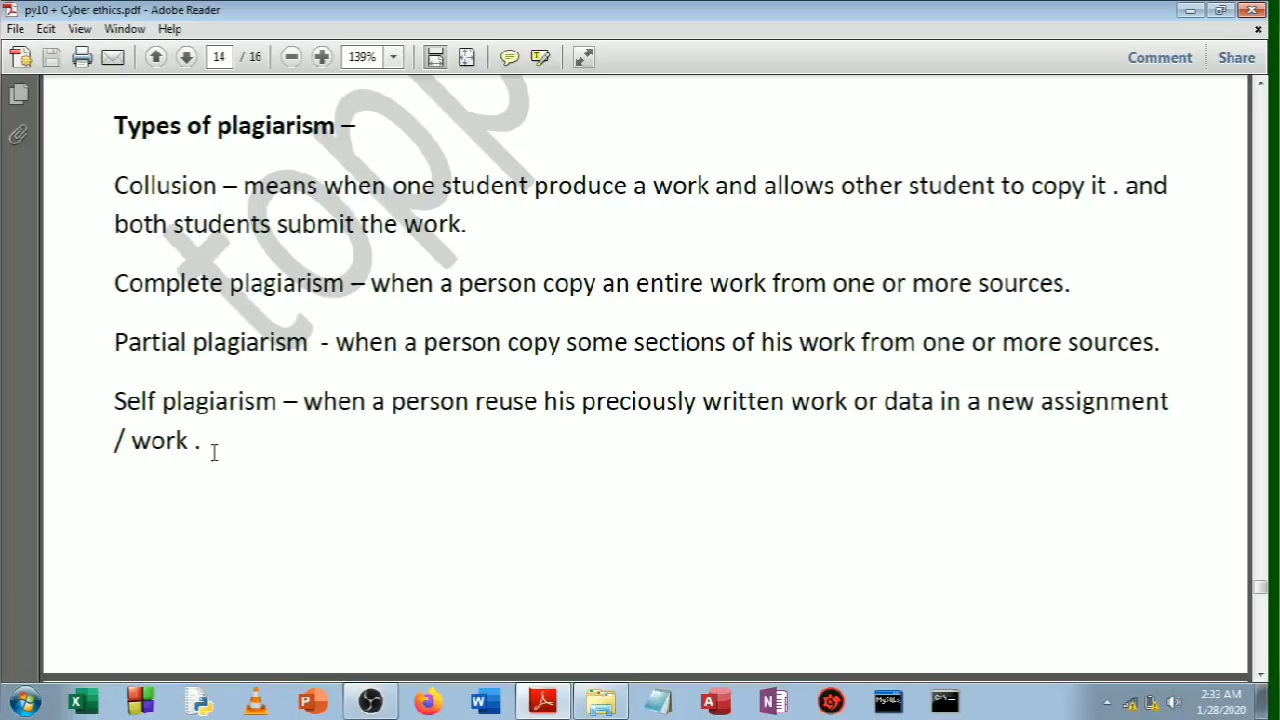 py10 + Cyber ethics.pdf - Adobe Reader
File Edit View Window Help
14 / 16 139% Comment Share
Types of plagiarism –
Collusion – means when one student produce a work and allows other student to copy it . and
both students submit the work.
Complete plagiarism – when a person copy an entire work from one or more sources.
Partial plagiarism - when a person copy some sections of his work from one or more sources.
Self plagiarism – when a person reuse his preciously written work or data in a new assignment
/ work .
topp
2:33 AM
1/28/2020